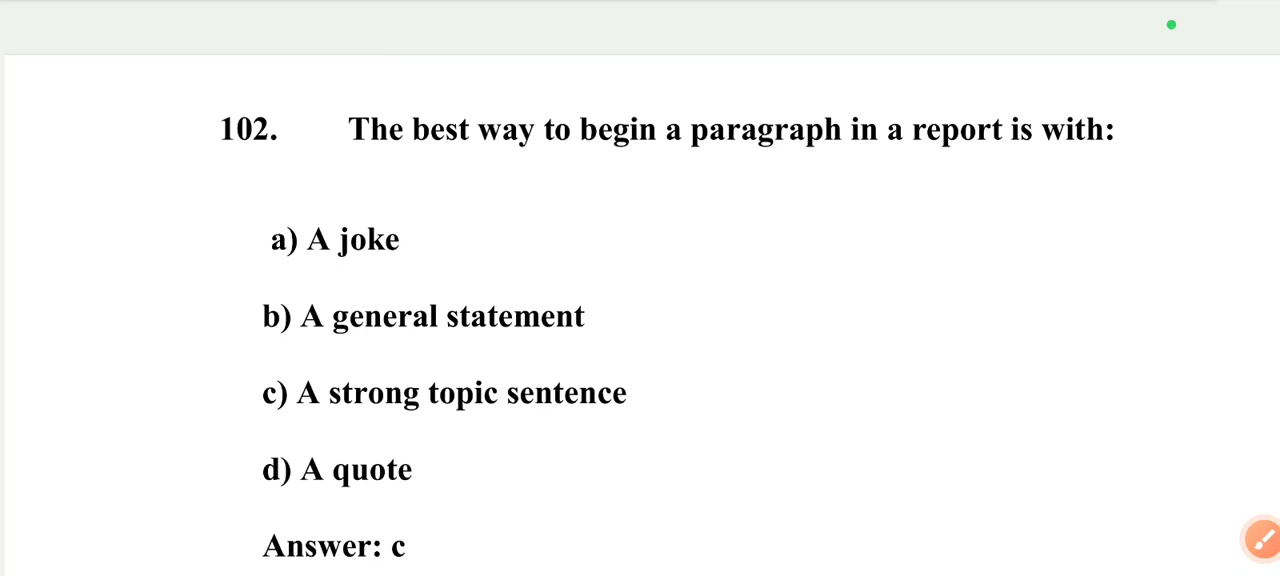 102. The best way to begin a paragraph in a report is with:
a) A joke
b) A general statement
c) A strong topic sentence
d) A quote
Answer: c